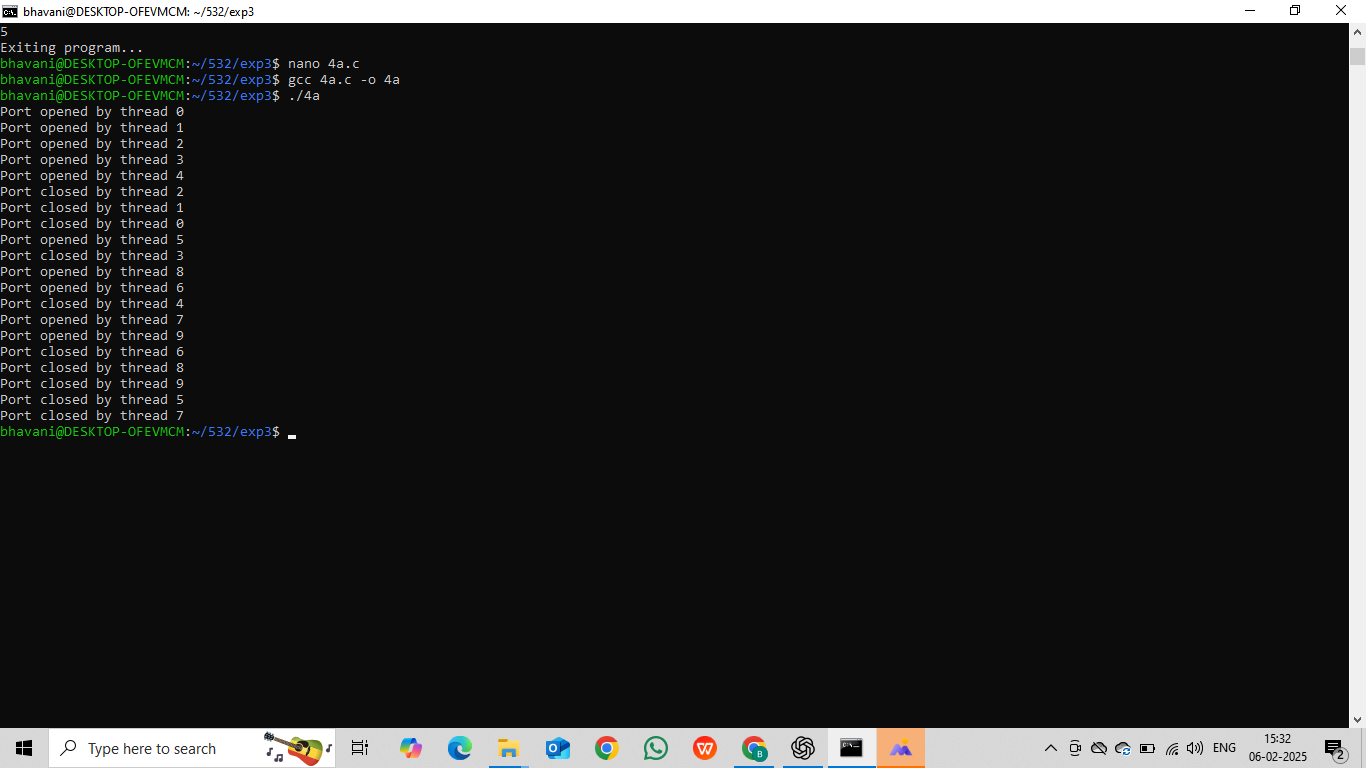 bhavani@DESKTOP-OFEVMCM: ~/532/exp3
5
Exiting program...
bhavani@DESKTOP-OFEVMCM:~/532/exp3$ nano 4a.c
bhavani@DESKTOP-OFEVMCM:~/532/exp3$ gcc 4a.c -o 4a
bhavani@DESKTOP-OFEVMCM:~/532/exp3$ ./4a
Port opened by thread 0
Port opened by thread 1
Port opened by thread 2
Port opened by thread 3
Port opened by thread 4
Port closed by thread 2
Port closed by thread 1
Port closed by thread 0
Port opened by thread 5
Port closed by thread 3
Port opened by thread 8
Port opened by thread 6
Port closed by thread 4
Port opened by thread 7
Port opened by thread 9
Port closed by thread 6
Port closed by thread 8
Port closed by thread 9
Port closed by thread 5
Port closed by thread 7
bhavani@DESKTOP-OFEVMCM:~/532/exp3$
Type here to search
ENG
15:32
06-02-2025
2